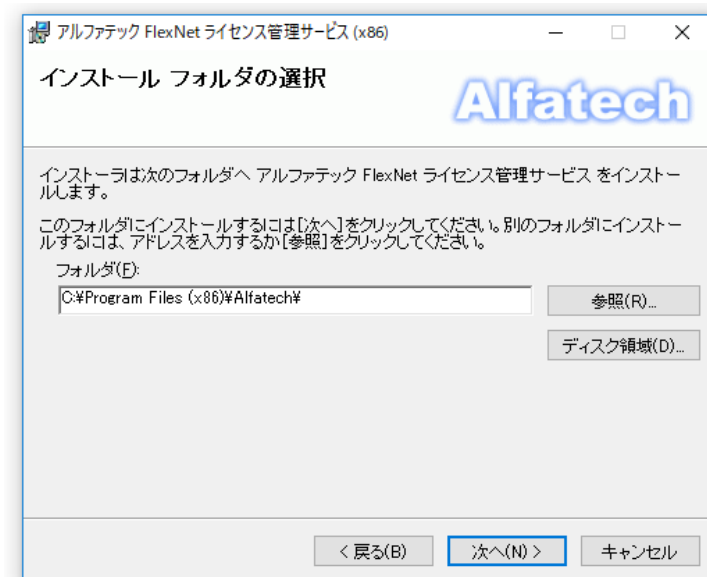 アルファテック FlexNet ライセンス管理サービス (x86)
インストール フォルダの選択
Alfatech
インストーラは次のフォルダへ アルファテック FlexNet ライセンス管理サービス をインストー
ルします。
このフォルダにインストールするには[次へ]をクリックしてください。別のフォルダにインストー
ルするには、アドレスを入力するか[参照]をクリックしてください。
フォルダ(F):
C:¥Program Files (x86)¥Alfatech¥
参照(R)...
ディスク領域(D)...
< 戻る(B)
次へ(N) >
キャンセル